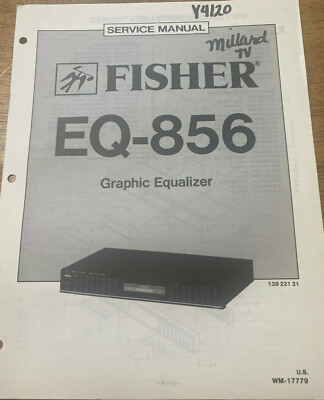 Y4120
SERVICE MANUAL
Millard
TV
FISHER®
EQ-856
Graphic Equalizer
139 221 21
U.S.
WM-17779